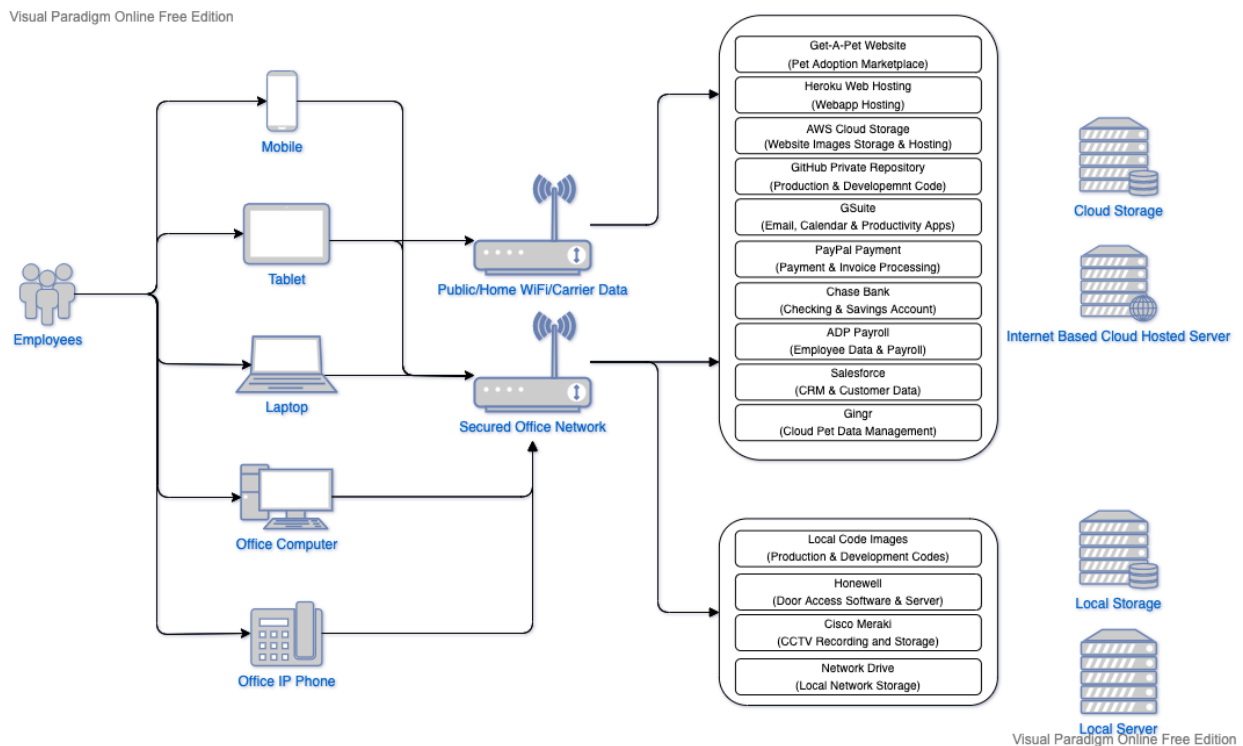 Visual Paradigm Online Free Edition
Mobile
Tablet
Employees
Laptop
Office Computer
Office IP Phone
Public/Home WiFi/Carrier Data
Secured Office Network
Get-A-Pet Website
(Pet Adoption Marketplace)
Heroku Web Hosting
(Webapp Hosting)
AWS Cloud Storage
(Website Images Storage & Hosting)
GitHub Private Repository
(Production & Developemnt Code)
GSuite
(Email, Calendar & Productivity Apps)
PayPal Payment
(Payment & Invoice Processing)
Chase Bank
(Checking & Savings Account)
ADP Payroll
(Employee Data & Payroll)
Salesforce
(CRM & Customer Data)
Gingr
(Cloud Pet Data Management)
Local Code Images
(Production & Development Codes)
Honewell
(Door Access Software & Server)
Cisco Meraki
(CCTV Recording and Storage)
Network Drive
(Local Network Storage)
Cloud Storage
Internet Based Cloud Hosted Server
Local Storage
Local Server
Visual Paradigm Online Free Edition